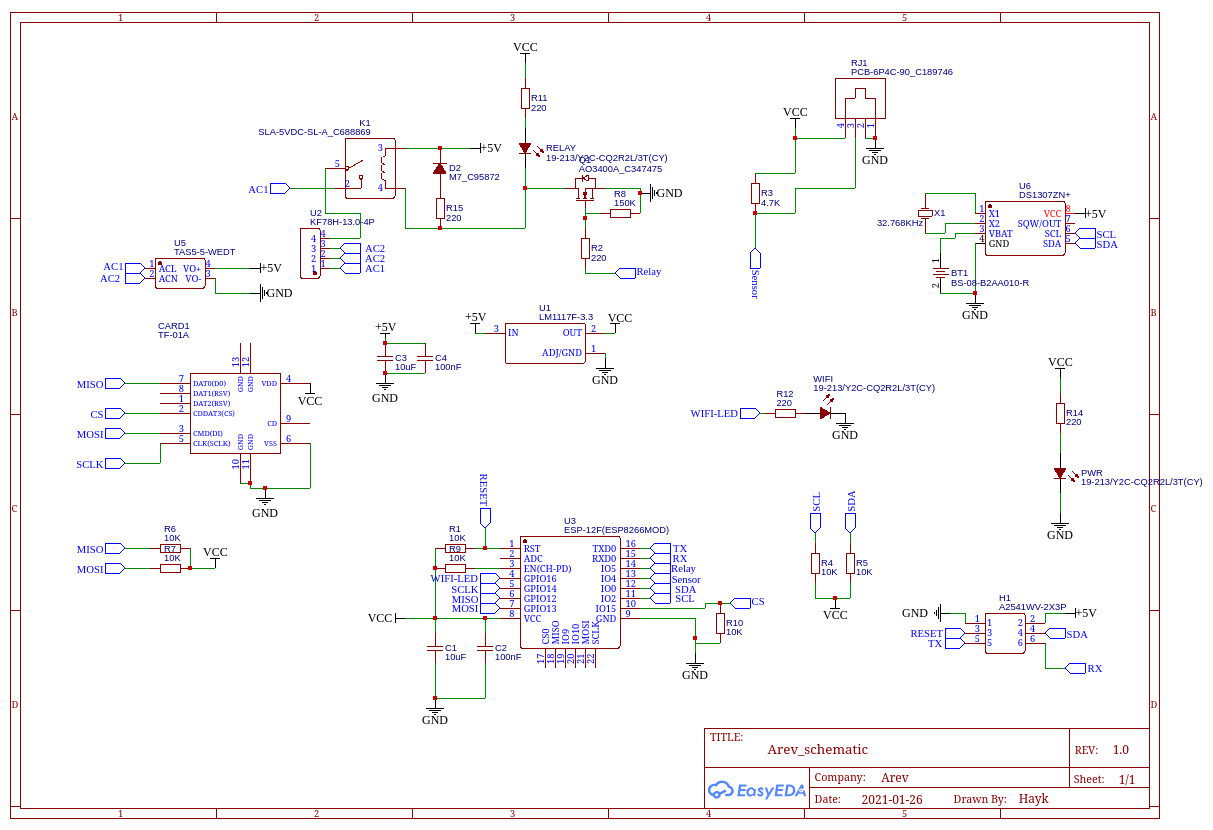 1 2 3 4 5
A A
B B
C C
D D
VCC
R11
220
RELAY
19-213/Y2C-CQ2R2L/3T(CY)
K1
SLA-5VDC-SL-A_C688869
3
5
2
4
AC1
+5V
D2
M7_C95872
R15
220
AO3400A_C347475
R8
150K
GND
R2
220
Relay
U2
KF78H-13.0-4P
4 4
3 3 AC2
2 2 AC2
1 1 AC1
U5
TAS5-5-WEDT
AC1 1 ACL VO+ 4 +5V
AC2 2 ACN VO- 3
GND
RJ1
PCB-6P4C-90_C189746
4 3 2 1
VCC
GND
R3
4.7K
Sensor
U6
DS1307ZN+
X1
32.768KHz
1 X1 VCC 8 +5V
2 X2 SQW/OUT 7
3 VBAT SCL 6 SCL
4 GND SDA 5 SDA
1
BT1
BS-08-B2AA010-R
2
GND
CARD1
TF-01A
13 12
GND GND
MISO 7 DAT0(D0) VDD 4
VCC
8 DAT1(RSV)
1 DAT2(RSV)
CS 2 CDDAT3(CS)
CD 9
MOSI 3 CMD(DI)
SCLK 5 CLK(SCLK) VSS 6
GND GND
10 11
GND
+5V
C3
10uF
C4
100nF
GND
U1
LM1117F-3.3
+5V 3 IN OUT 2 VCC
ADJ/GND 1
GND
WIFI
19-213/Y2C-CQ2R2L/3T(CY)
WIFI-LED
R12
220
GND
VCC
R14
220
PWR
19-213/Y2C-CQ2R2L/3T(CY)
GND
R6
10K
R7
10K
MISO
MOSI
VCC
RESET
R1
10K
R9
10K
U3
ESP-12F(ESP8266MOD)
1 RST TXD0 16 TX
2 ADC RXD0 15 RX
3 EN(CH-PD) IO5 14 Relay
WIFI-LED 4 GPIO16 IO4 13 Sensor
SCLK 5 GPIO14 IO0 12 SDA
MISO 6 GPIO12 IO2 11 SCL
MOSI 7 GPIO13 IO15 10 CS
VCC 8 VCC GND 9
CS0 MISO IO9 IO10 MOSI SCLK
17 18 19 20 21 22
C1
10uF
C2
100nF
GND
R10
10K
GND
SCL SDA
R4
10K
R5
10K
VCC
H1
A2541WV-2X3P
GND 1 1 2 2 +5V
RESET 3 3 4 4 SDA
TX 5 5 6 6
RX
TITLE:
Arev_schematic
REV: 1.0
EasyEDA
Company: Arev
Sheet: 1/1
Date: 2021-01-26
Drawn By: Hayk
1 2 3 4 5